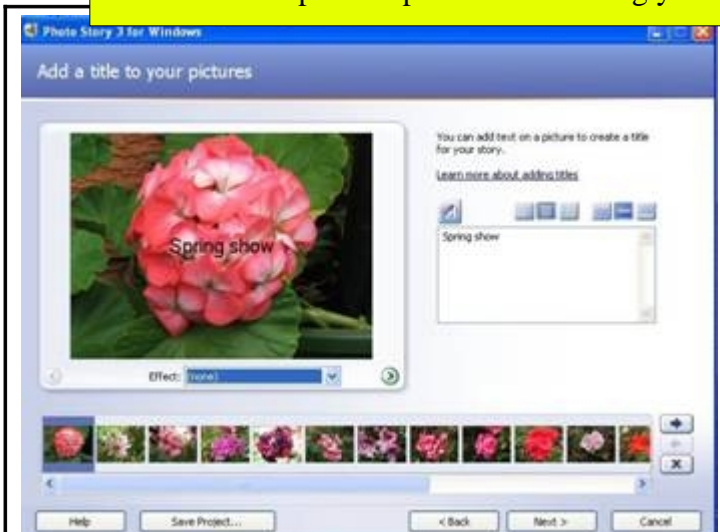 Photo Story 3 for Windows
Add a title to your pictures
You can add text on a picture to create a title
for your story.
Learn more about adding titles
Spring show
Spring show
Effect: (none)
Help
Save Project...
< Back
Next >
Cancel